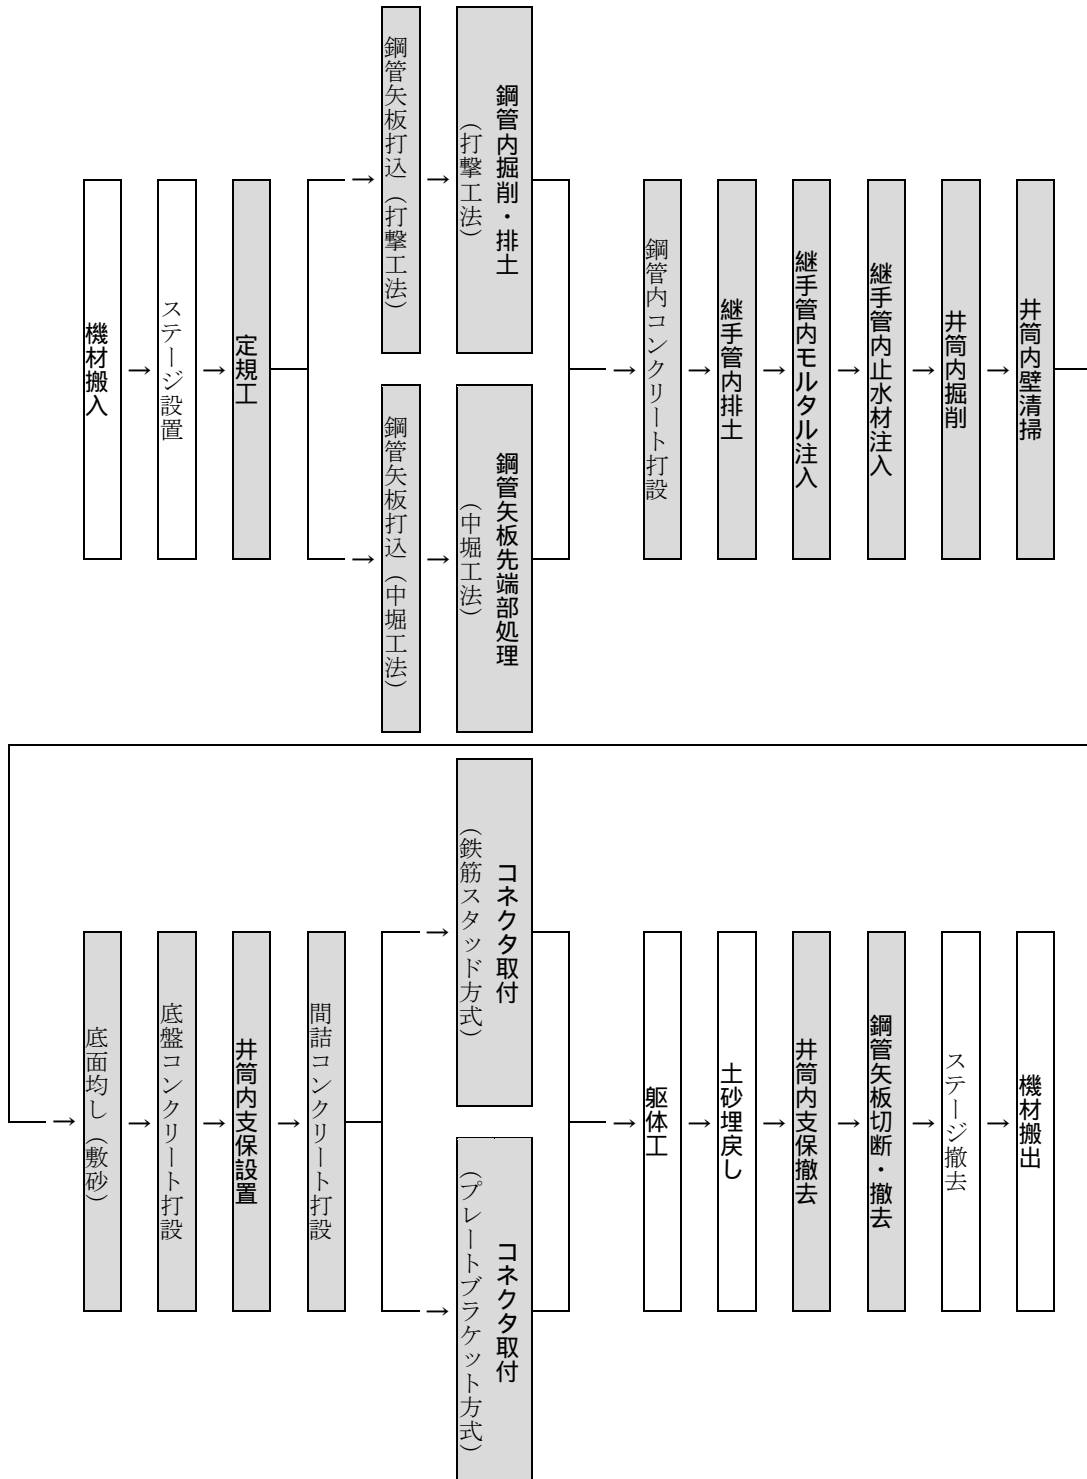 機材搬入
→
ステージ設置
→
定規工
→
鋼管矢板打込（打撃工法）
→
鋼管内掘削・排土
（打撃工法）
→
鋼管矢板打込（中堀工法）
→
鋼管矢板先端部処理
（中堀工法）
→
鋼管内コンクリート打設
→
継手管内排土
→
継手管内モルタル注入
→
継手管内止水材注入
→
井筒内掘削
→
井筒内壁清掃
→
底面均し（敷砂）
→
底盤コンクリート打設
→
井筒内支保設置
→
間詰コンクリート打設
→
コネクタ取付
（鉄筋スタッド方式）
→
コネクタ取付
（プレートブラケット方式）
→
躯体工
→
土砂埋戻し
→
井筒内支保撤去
→
鋼管矢板切断・撤去
→
ステージ撤去
→
機材搬出